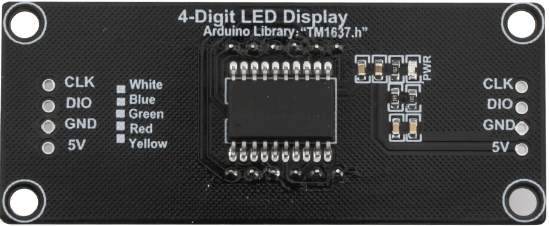 4-Digit LED Display
Arduino Library: "TM1637.h"
PWR
CLK
DIO
GND
5V
White
Blue
Green
Red
Yellow
CLK
DIO
GND
5V